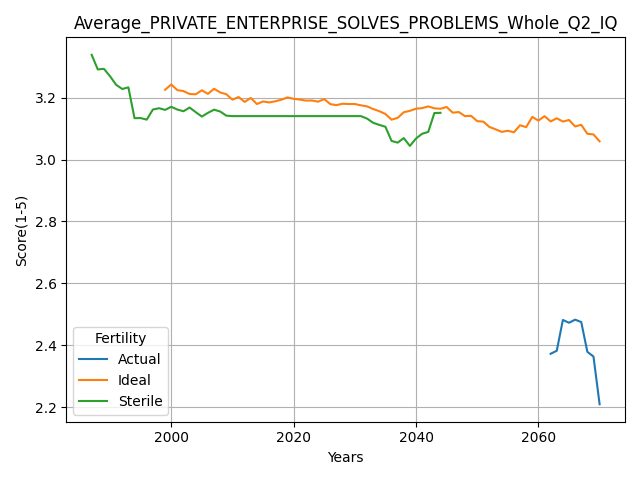 Average_PRIVATE_ENTERPRISE_SOLVES_PROBLEMS_Whole_Q2_IQ
Score(1-5)
3.2
3.0
2.8
2.6
2.4
2.2
Fertility
Actual
Ideal
Sterile
2000 2020 2040 2060
Years